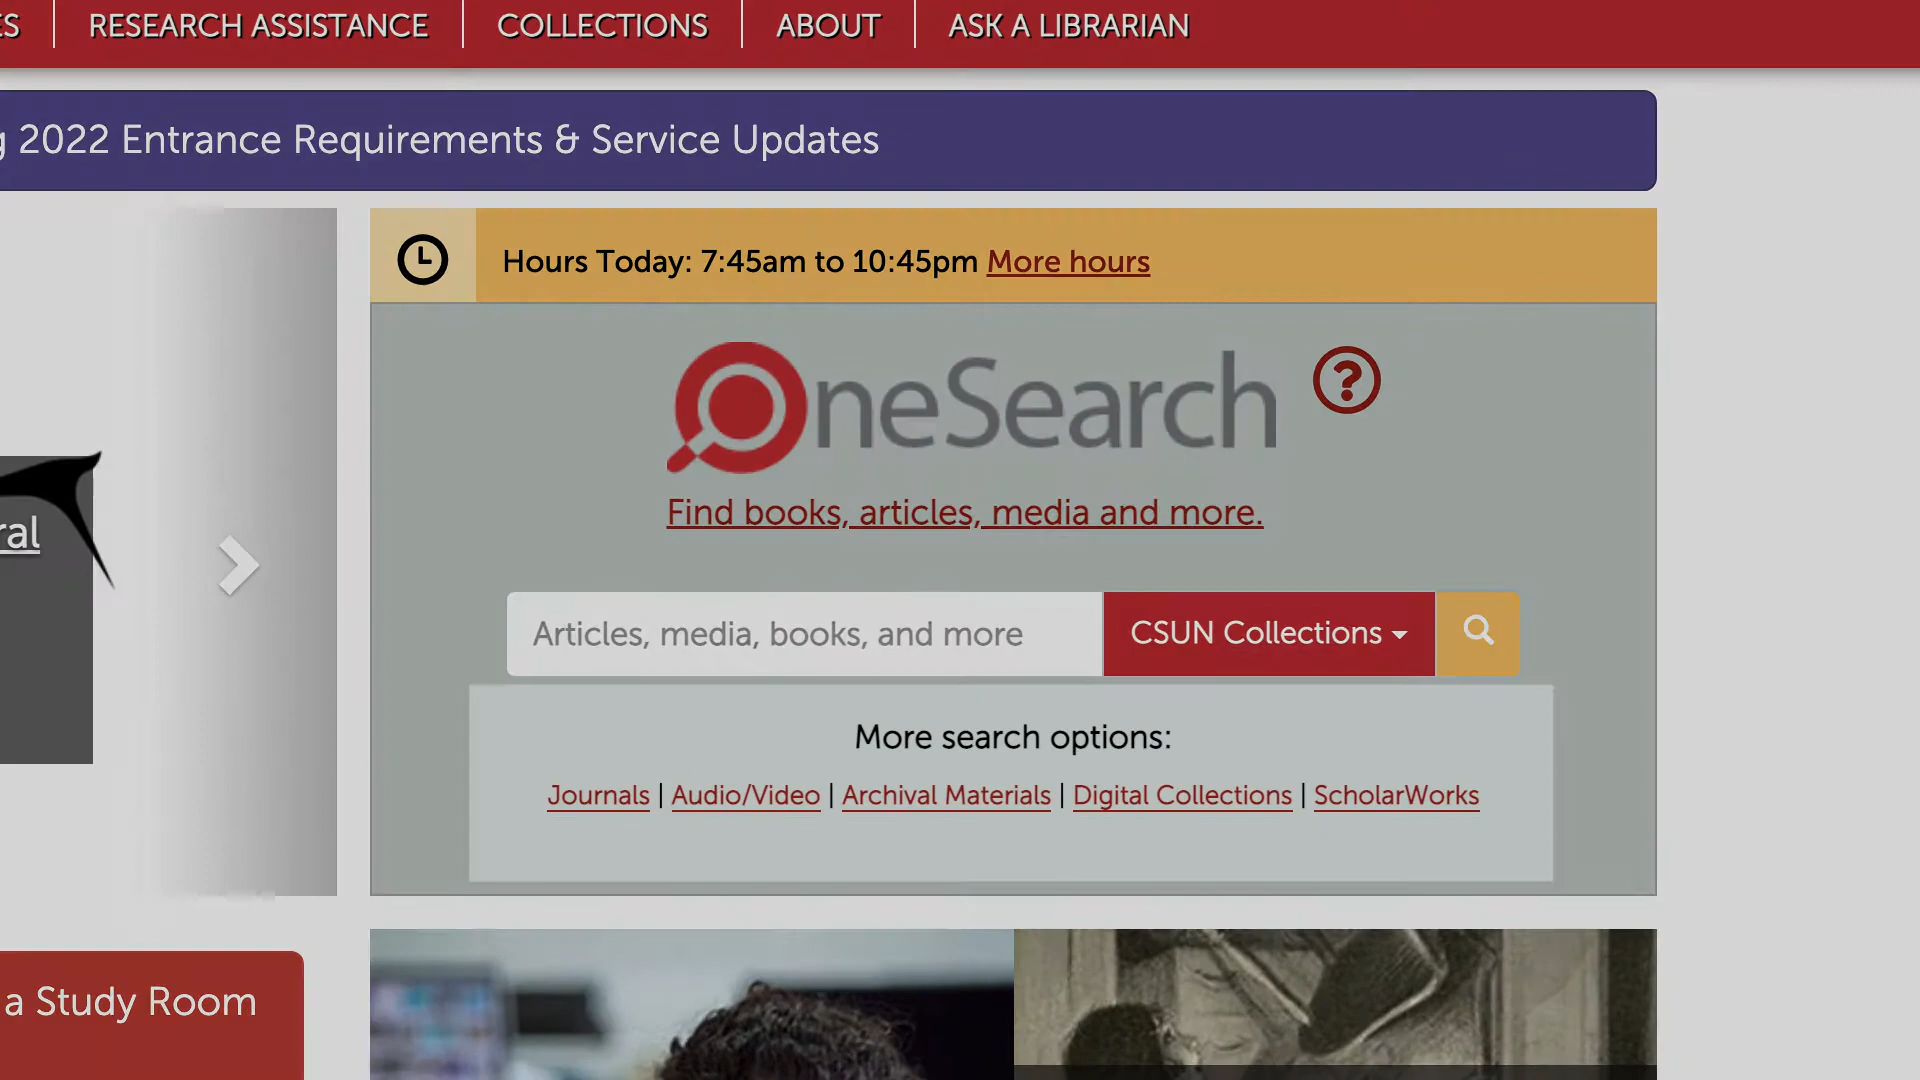 RESEARCH ASSISTANCE | COLLECTIONS | ABOUT | ASK A LIBRARIAN
2022 Entrance Requirements & Service Updates
Hours Today: 7:45am to 10:45pm More hours
OneSearch
Find books, articles, media and more.
Articles, media, books, and more
CSUN Collections
More search options:
Journals | Audio/Video | Archival Materials | Digital Collections | ScholarWorks
a Study Room